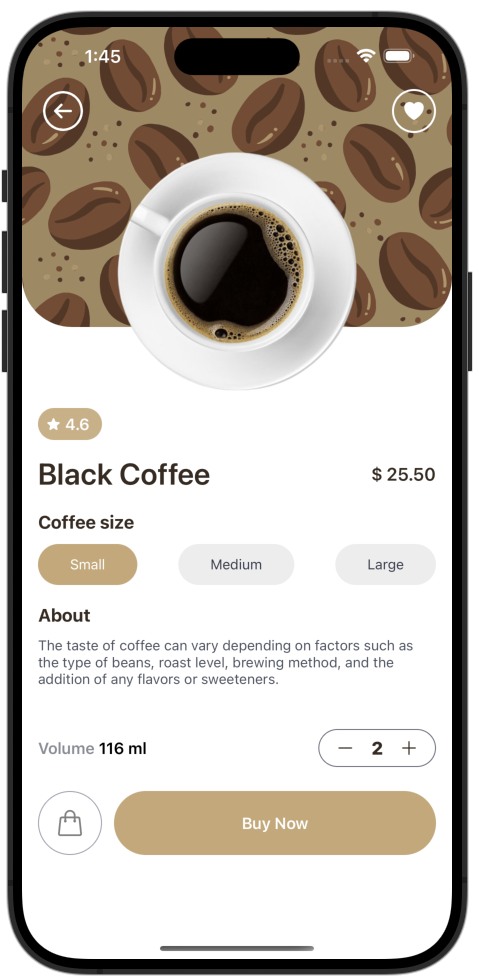 1:45
4.6
Black Coffee
$ 25.50
Coffee size
Small
Medium
Large
About
The taste of coffee can vary depending on factors such as
the type of beans, roast level, brewing method, and the
addition of any flavors or sweeteners.
Volume 116 ml
2
Buy Now